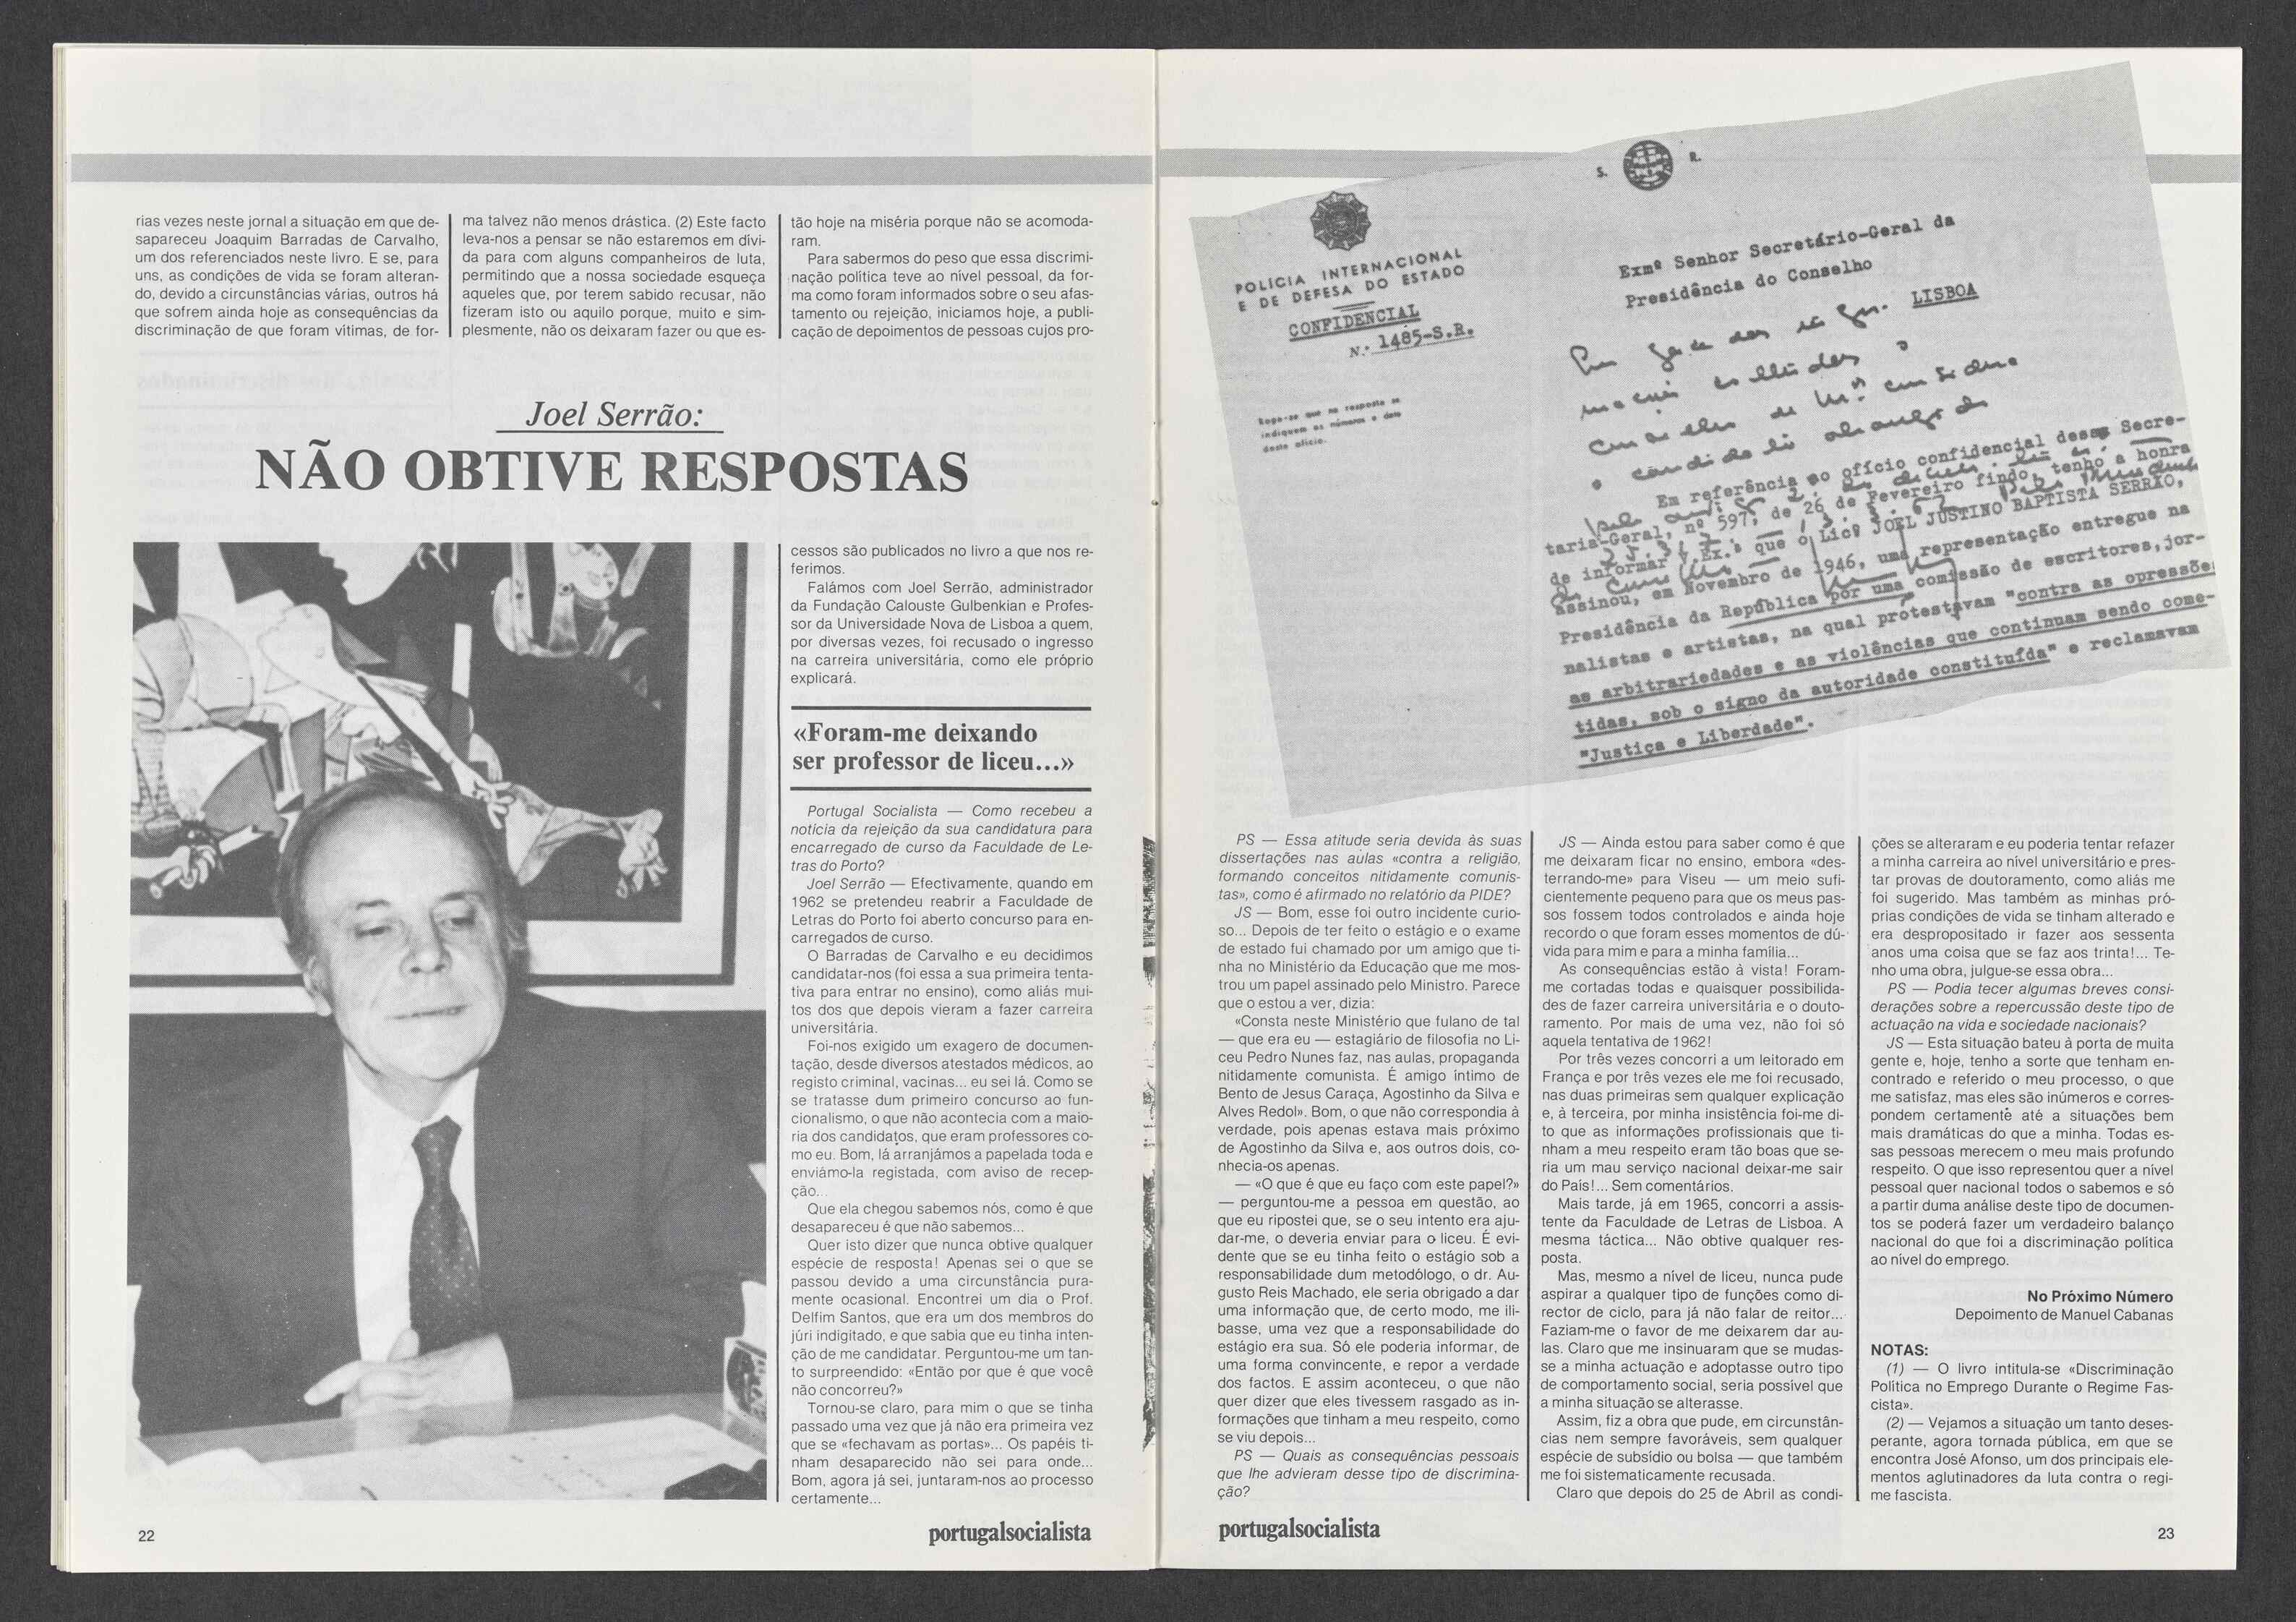 rias vezes neste jornal a situação em que de-
sapareceu Joaquim Barradas de Carvalho,
um dos referenciados neste livro. E se, para
uns, as condições de vida se foram alteran-
do, devido a circunstâncias várias, outros há
que sofrem ainda hoje as consequências da
discriminação de que foram vítimas, de for-
ma talvez não menos drástica. (2) Este facto
leva-nos a pensar se não estaremos em dívi-
da para com alguns companheiros de luta,
permitindo que a nossa sociedade esqueça
aqueles que, por terem sabido recusar, não
fizeram isto ou aquilo porque, muito e sim-
plesmente, não os deixaram fazer ou que es-
tão hoje na miséria porque não se acomoda-
ram.
Para sabermos do peso que essa discrimi-
nação política teve ao nível pessoal, da for-
ma como foram informados sobre o seu afas-
tamento ou rejeição, iniciamos hoje, a publi-
cação de depoimentos de pessoas cujos pro-
Joel Serrão:
NÃO OBTIVE RESPOSTAS
cessos são publicados no livro a que nos re-
ferimos.
Falámos com Joel Serrão, administrador
da Fundação Calouste Gulbenkian e Profes-
sor da Universidade Nova de Lisboa a quem,
por diversas vezes, foi recusado o ingresso
na carreira universitária, como ele próprio
explicará.
«Foram-me deixando
ser professor de liceu...»
Portugal Socialista — Como recebeu a
notícia da rejeição da sua candidatura para
encarregado de curso da Faculdade de Le-
tras do Porto?
Joel Serrão — Efectivamente, quando em
1962 se pretendeu reabrir a Faculdade de
Letras do Porto foi aberto concurso para en-
carregados de curso.
O Barradas de Carvalho e eu decidimos
candidatar-nos (foi essa a sua primeira tenta-
tiva para entrar no ensino), como aliás mui-
tos dos que depois vieram a fazer carreira
universitária.
Foi-nos exigido um exagero de documen-
tação, desde diversos atestados médicos, ao
registo criminal, vacinas... eu sei lá. Como se
se tratasse dum primeiro concurso ao fun-
cionalismo, o que não acontecia com a maio-
ria dos candidatos, que eram professores co-
mo eu. Bom, lá arranjámos a papelada toda e
enviámo-la registada, com aviso de recep-
ção...
Que ela chegou sabemos nós, como é que
desapareceu é que não sabemos...
Quer isto dizer que nunca obtive qualquer
espécie de resposta! Apenas sei o que se
passou devido a uma circunstância pura-
mente ocasional. Encontrei um dia o Prof.
Delfim Santos, que era um dos membros do
júri indigitado, e que sabia que eu tinha inten-
ção de me candidatar. Perguntou-me um tan-
to surpreendido: «Então por que é que você
não concorreu?»
Tornou-se claro, para mim o que se tinha
passado uma vez que já não era primeira vez
que se «fechavam as portas»... Os papéis ti-
nham desaparecido não sei para onde...
Bom, agora já sei, juntaram-nos ao processo
certamente...
22
portugalsocialista
S. R.
POLÍCIA INTERNACIONAL
E DE DEFESA DO ESTADO
CONFIDENCIAL
N.º 1485-S.R.
Roga-se que na resposta se
indiquem os números e data
deste ofício.
Exmº Senhor Secretário-Geral da
Presidência do Conselho
LISBOA
Em referência ao ofício confidencial dessa Secre-
taria-Geral, nº 597, de 26 de Fevereiro findo, tenho a honra
de informar V. Ex.ª que o Licº JOEL JUSTINO BAPTISTA SERRÃO,
assinou, em Novembro de 1946, uma representação entregue na
Presidência da República por uma comissão de escritores, jor-
nalistas e artistas, na qual protestavam "contra as opressões
as arbitrariedades e as violências que continuam sendo come-
tidas, sob o signo da autoridade constituída" e reclamavam
"Justiça e Liberdade".
PS — Essa atitude seria devida às suas
dissertações nas aulas «contra a religião,
formando conceitos nitidamente comunis-
tas», como é afirmado no relatório da PIDE?
JS — Bom, esse foi outro incidente curio-
so... Depois de ter feito o estágio e o exame
de estado fui chamado por um amigo que ti-
nha no Ministério da Educação que me mos-
trou um papel assinado pelo Ministro. Parece
que o estou a ver, dizia:
«Consta neste Ministério que fulano de tal
— que era eu — estagiário de filosofia no Li-
ceu Pedro Nunes faz, nas aulas, propaganda
nitidamente comunista. É amigo íntimo de
Bento de Jesus Caraça, Agostinho da Silva e
Alves Redol». Bom, o que não correspondia à
verdade, pois apenas estava mais próximo
de Agostinho da Silva e, aos outros dois, co-
nhecia-os apenas.
— «O que é que eu faço com este papel?»
— perguntou-me a pessoa em questão, ao
que eu ripostei que, se o seu intento era aju-
dar-me, o deveria enviar para o liceu. É evi-
dente que se eu tinha feito o estágio sob a
responsabilidade dum metodólogo, o dr. Au-
gusto Reis Machado, ele seria obrigado a dar
uma informação que, de certo modo, me ili-
basse, uma vez que a responsabilidade do
estágio era sua. Só ele poderia informar, de
uma forma convincente, e repor a verdade
dos factos. E assim aconteceu, o que não
quer dizer que eles tivessem rasgado as in-
formações que tinham a meu respeito, como
se viu depois...
PS — Quais as consequências pessoais
que lhe advieram desse tipo de discrimina-
ção?
JS — Ainda estou para saber como é que
me deixaram ficar no ensino, embora «des-
terrando-me» para Viseu — um meio sufi-
cientemente pequeno para que os meus pas-
sos fossem todos controlados e ainda hoje
recordo o que foram esses momentos de dú-
vida para mim e para a minha família...
As consequências estão à vista! Foram-
me cortadas todas e quaisquer possibilida-
des de fazer carreira universitária e o douto-
ramento. Por mais de uma vez, não foi só
aquela tentativa de 1962!
Por três vezes concorri a um leitorado em
França e por três vezes ele me foi recusado,
nas duas primeiras sem qualquer explicação
e, à terceira, por minha insistência foi-me di-
to que as informações profissionais que ti-
nham a meu respeito eram tão boas que se-
ria um mau serviço nacional deixar-me sair
do País!... Sem comentários.
Mais tarde, já em 1965, concorri a assis-
tente da Faculdade de Letras de Lisboa. A
mesma táctica... Não obtive qualquer res-
posta.
Mas, mesmo a nível de liceu, nunca pude
aspirar a qualquer tipo de funções como di-
rector de ciclo, para já não falar de reitor...
Faziam-me o favor de me deixarem dar au-
las. Claro que me insinuaram que se mudas-
se a minha actuação e adoptasse outro tipo
de comportamento social, seria possível que
a minha situação se alterasse.
Assim, fiz a obra que pude, em circunstân-
cias nem sempre favoráveis, sem qualquer
espécie de subsídio ou bolsa — que também
me foi sistematicamente recusada.
Claro que depois do 25 de Abril as condi-
ções se alteraram e eu poderia tentar refazer
a minha carreira ao nível universitário e pres-
tar provas de doutoramento, como aliás me
foi sugerido. Mas também as minhas pró-
prias condições de vida se tinham alterado e
era despropositado ir fazer aos sessenta
anos uma coisa que se faz aos trinta!... Te-
nho uma obra, julgue-se essa obra...
PS — Podia tecer algumas breves consi-
derações sobre a repercussão deste tipo de
actuação na vida e sociedade nacionais?
JS — Esta situação bateu à porta de muita
gente e, hoje, tenho a sorte que tenham en-
contrado e referido o meu processo, o que
me satisfaz, mas eles são inúmeros e corres-
pondem certamente até a situações bem
mais dramáticas do que a minha. Todas es-
sas pessoas merecem o meu mais profundo
respeito. O que isso representou quer a nível
pessoal quer nacional todos o sabemos e só
a partir duma análise deste tipo de documen-
tos se poderá fazer um verdadeiro balanço
nacional do que foi a discriminação política
ao nível do emprego.
No Próximo Número
Depoimento de Manuel Cabanas
NOTAS:
(1) — O livro intitula-se «Discriminação
Política no Emprego Durante o Regime Fas-
cista».
(2) — Vejamos a situação um tanto deses-
perante, agora tornada pública, em que se
encontra José Afonso, um dos principais ele-
mentos aglutinadores da luta contra o regi-
me fascista.
portugalsocialista
23